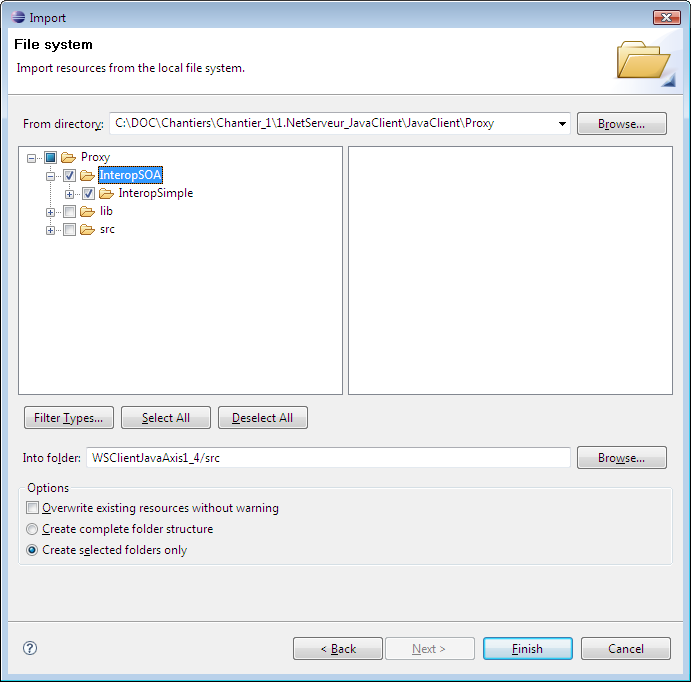 Import
File system
Import resources from the local file system.
From directory: C:\DOC\Chantiers\Chantier_1\1.NetServeur_JavaClient\JavaClient\Proxy Browse...
Proxy
InteropSOA
InteropSimple
lib
src
Filter Types... Select All Deselect All
Into folder: WSClientJavaAxis1_4/src Browse...
Options
Overwrite existing resources without warning
Create complete folder structure
Create selected folders only
? < Back Next > Finish Cancel